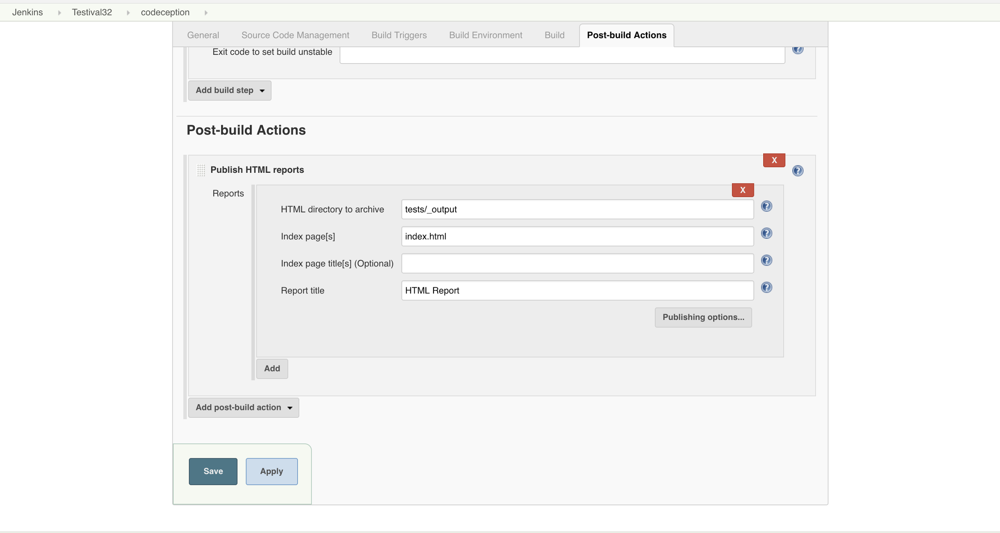 Jenkins Testival32 codeception
General Source Code Management Build Triggers Build Environment Build Post-build Actions
Exit code to set build unstable
Add build step
Post-build Actions
X
Publish HTML reports
Reports
X
HTML directory to archive tests/_output
Index page[s] index.html
Index page title[s] (Optional)
Report title HTML Report
Publishing options...
Add
Add post-build action
Save Apply